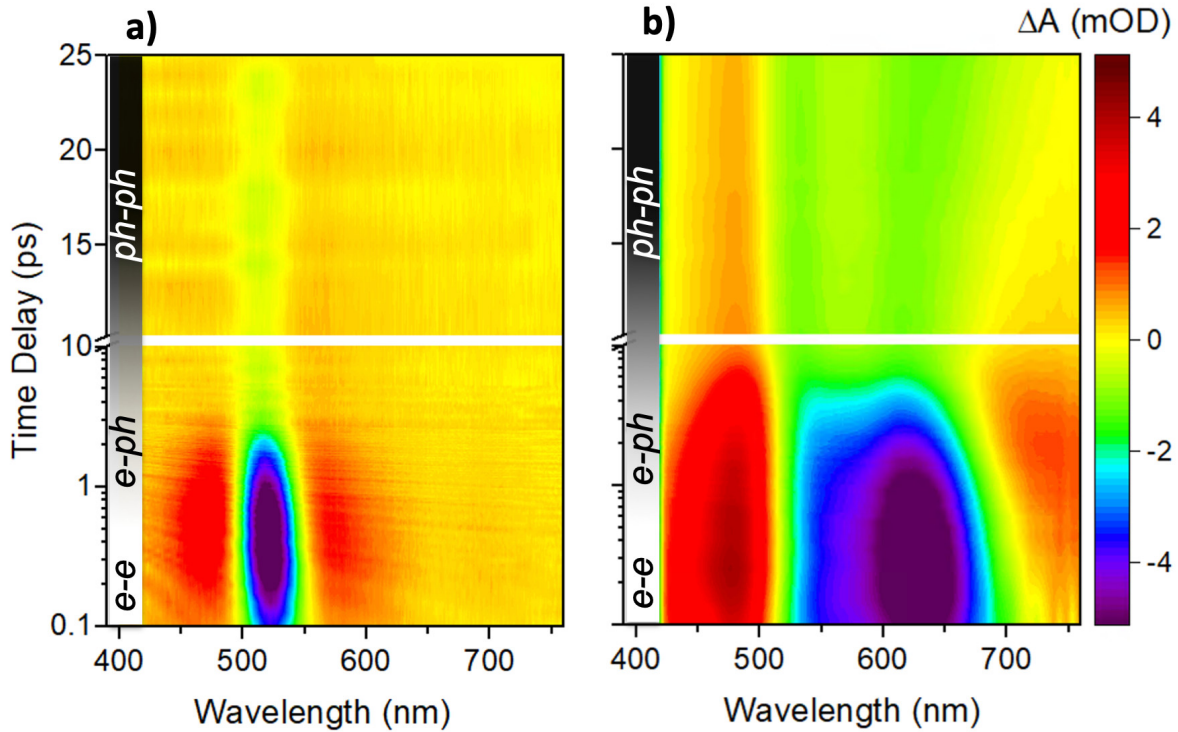 a)
b)
ΔA (mOD)
25
20
15
10
1
0.1
Time Delay (ps)
ph-ph
e-ph
e-e
ph-ph
e-ph
e-e
4
2
0
-2
-4
400 500 600 700
400 500 600 700
Wavelength (nm)
Wavelength (nm)